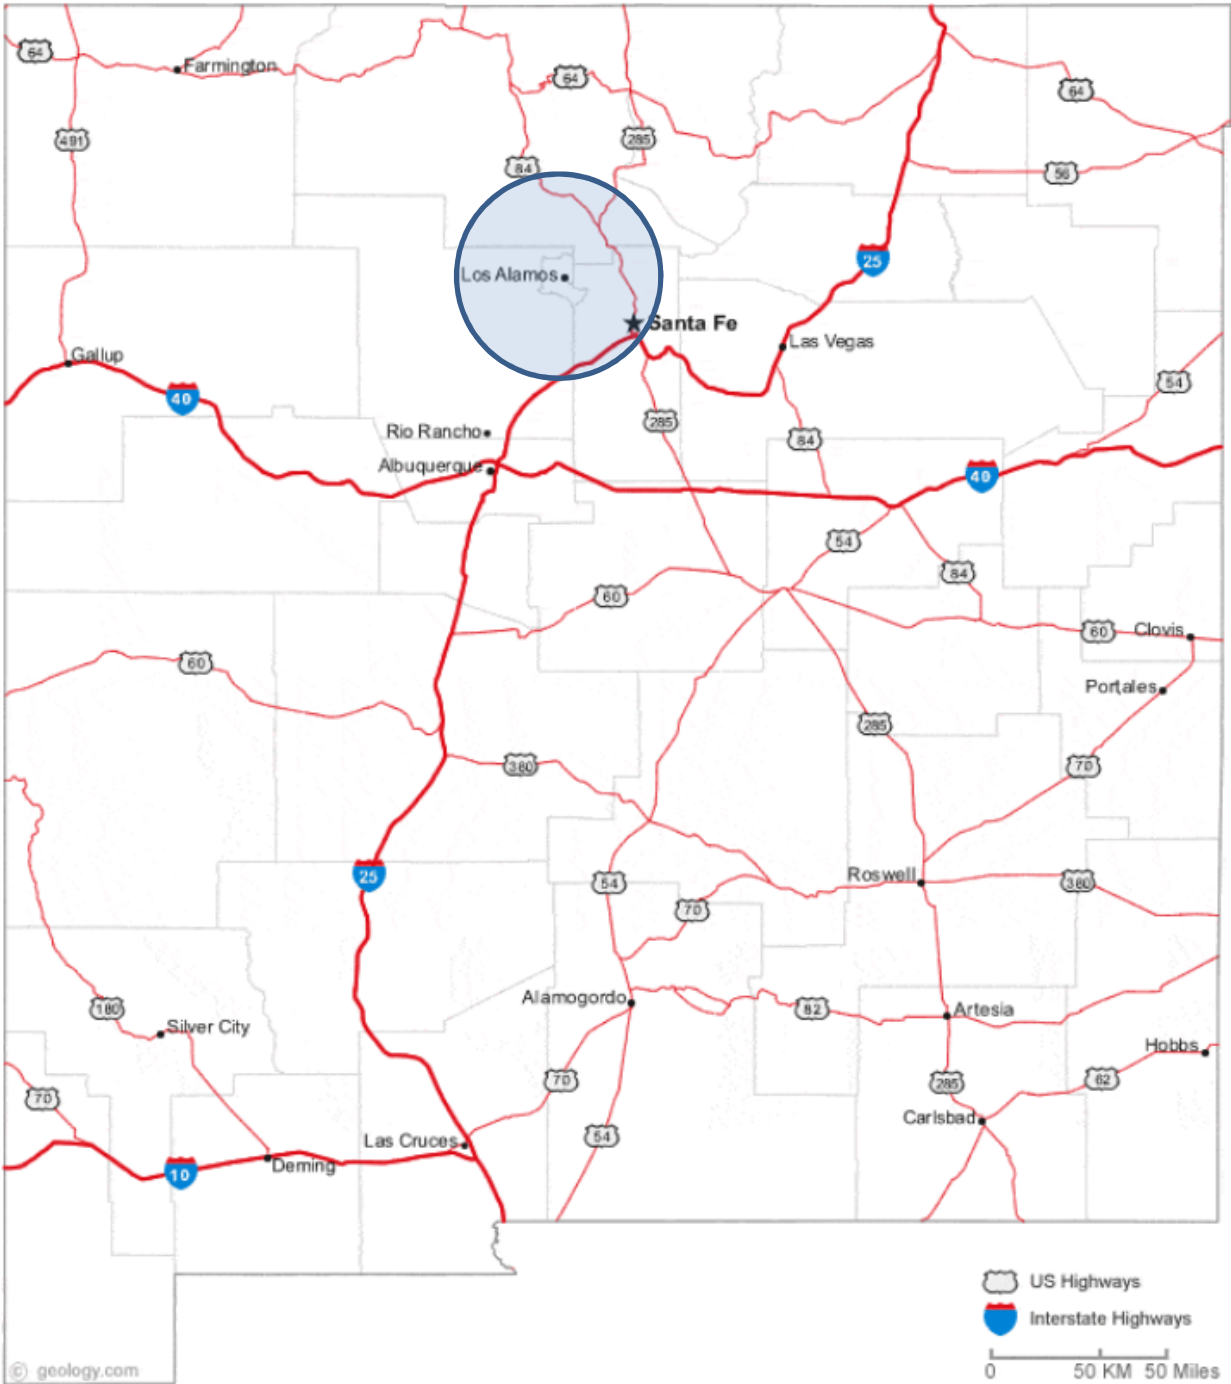 64
Farmington
64
64
491
285
84
56
25
Los Alamos
Santa Fe
Las Vegas
Gallup
54
40
285
Rio Rancho
84
Albuquerque
40
54
84
60
60
Clovis
60
Portales
285
380
70
25
Roswell
54
380
70
Alamogordo
180
82
Artesia
Silver City
Hobbs
70
285
62
70
Carlsbad
54
Las Cruces
10
Deming
US Highways
Interstate Highways
0 50 KM 50 Miles
© geology.com